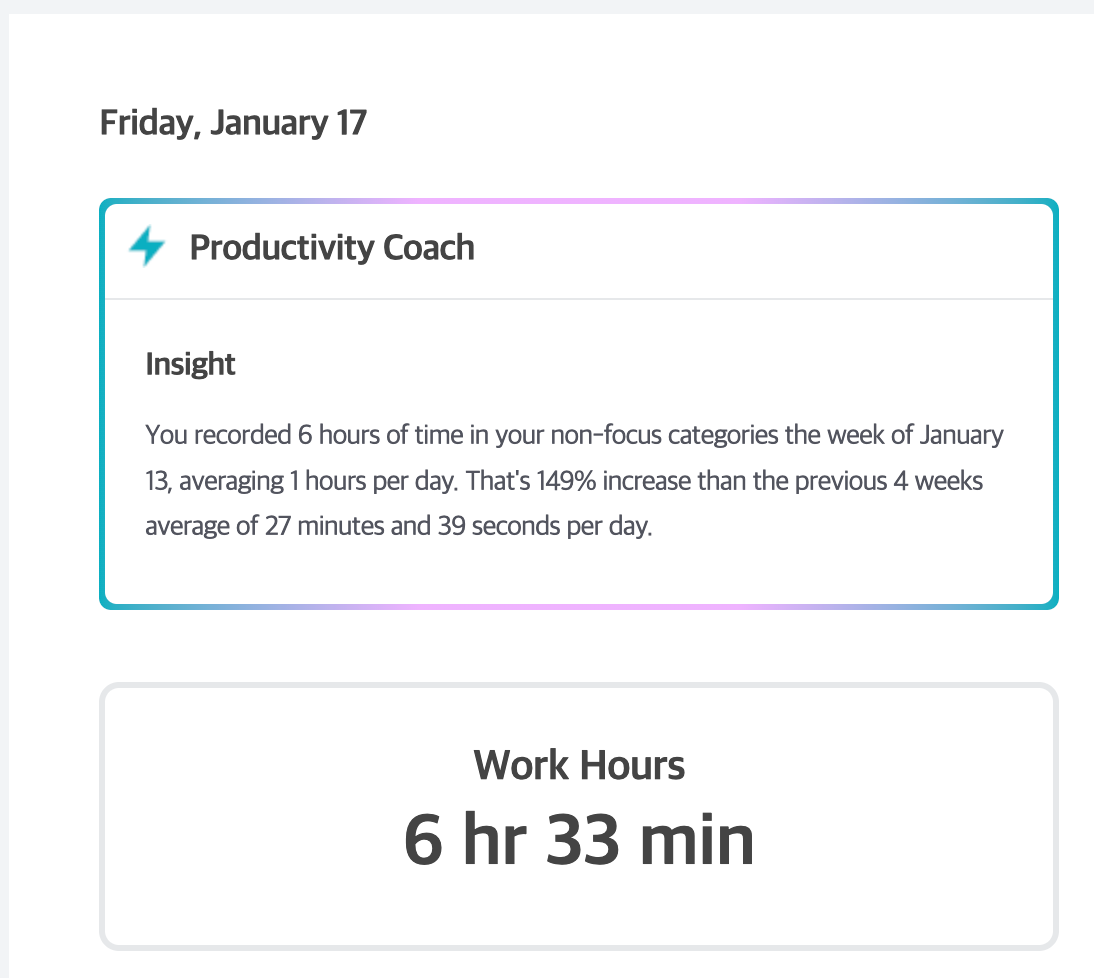 Friday, January 17
Productivity Coach
Insight
You recorded 6 hours of time in your non-focus categories the week of January
13, averaging 1 hours per day. That's 149% increase than the previous 4 weeks
average of 27 minutes and 39 seconds per day.
Work Hours
6 hr 33 min